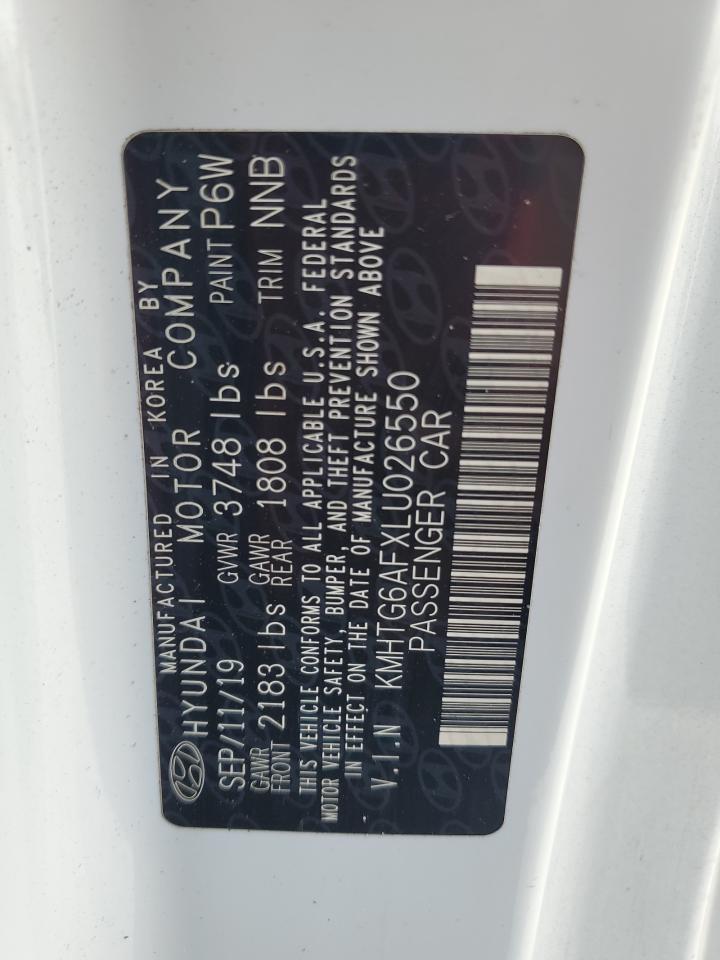 MANUFACTURED IN KOREA BY
HYUNDAI MOTOR COMPANY
SEP/11/19 GVWR 3748 lbs PAINT P6W
GAWR FRONT 2183 lbs GAWR REAR 1808 lbs TRIM NNB
THIS VEHICLE CONFORMS TO ALL APPLICABLE U.S.A. FEDERAL
MOTOR VEHICLE SAFETY, BUMPER, AND THEFT PREVENTION STANDARDS
IN EFFECT ON THE DATE OF MANUFACTURE SHOWN ABOVE
V.I.N KMHTG6AFXLU026550
PASSENGER CAR